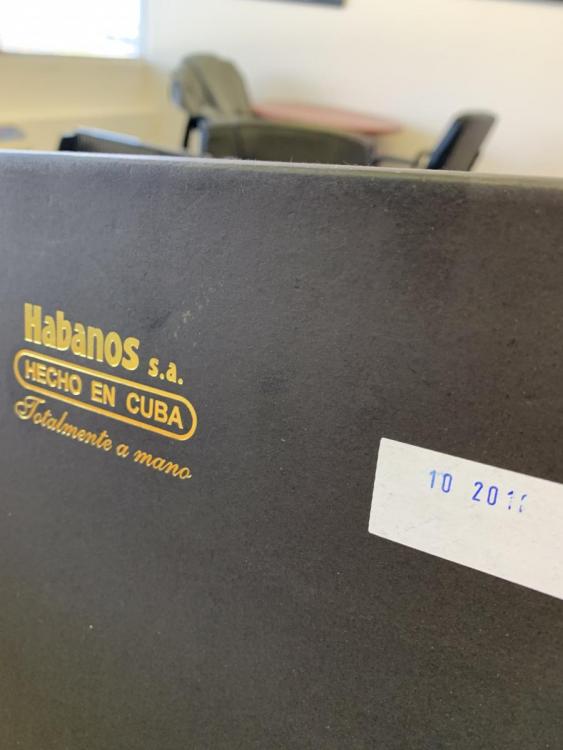 Habanos s.a.
HECHO EN CUBA
Totalmente a mano
10